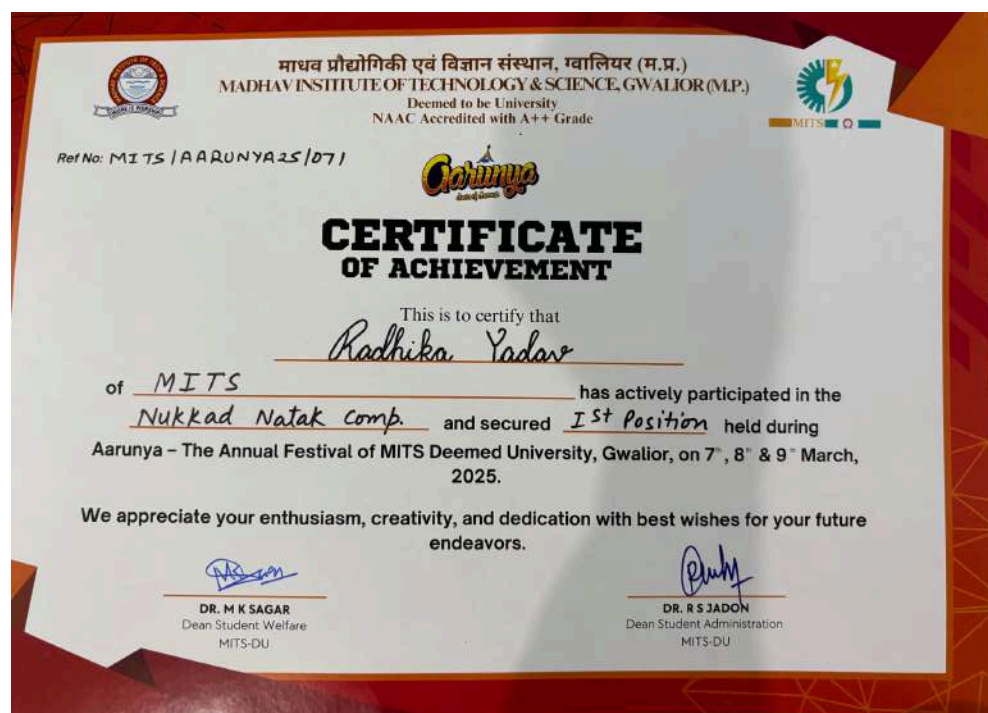 माधव प्रौद्योगिकी एवं विज्ञान संस्थान, ग्वालियर (म.प्र.)
MADHAV INSTITUTE OF TECHNOLOGY & SCIENCE, GWALIOR (M.P.)
Deemed to be University
NAAC Accredited with A++ Grade
MITS
Ref No: MITS/AARUNYA25/071
Aarunya
CERTIFICATE
OF ACHIEVEMENT
This is to certify that
Radhika Yadav
of MITS has actively participated in the
Nukkad Natak Comp. and secured Ist Position held during
Aarunya – The Annual Festival of MITS Deemed University, Gwalior, on 7th, 8th & 9th March,
2025.
We appreciate your enthusiasm, creativity, and dedication with best wishes for your future
endeavors.
DR. M K SAGAR
Dean Student Welfare
MITS-DU
DR. R S JADON
Dean Student Administration
MITS-DU